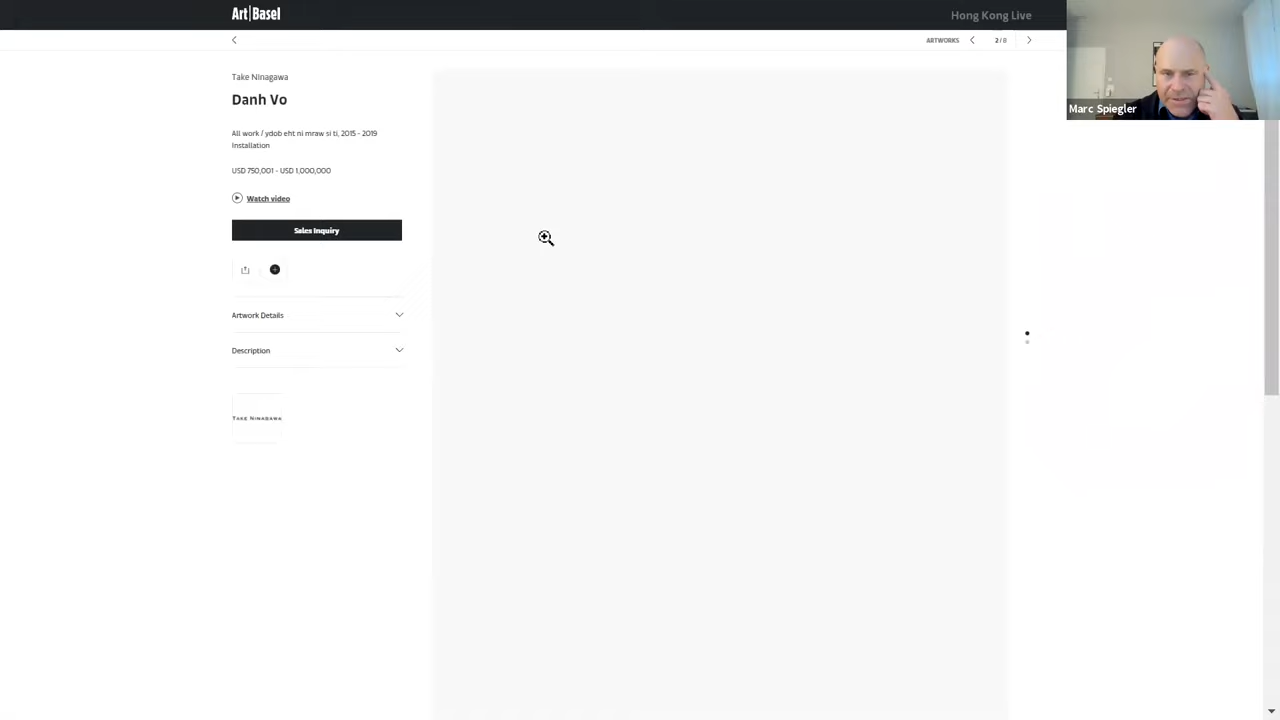 Art Basel
Hong Kong Live
ARTWORKS 2 / 8
Take Ninagawa
Danh Vo
All work / ydob eht ni mraw si ti, 2015 - 2019
Installation
USD 750,001 - USD 1,000,000
Watch video
Sales Inquiry
Artwork Details
Description
TAKE NINAGAWA
Marc Spiegler